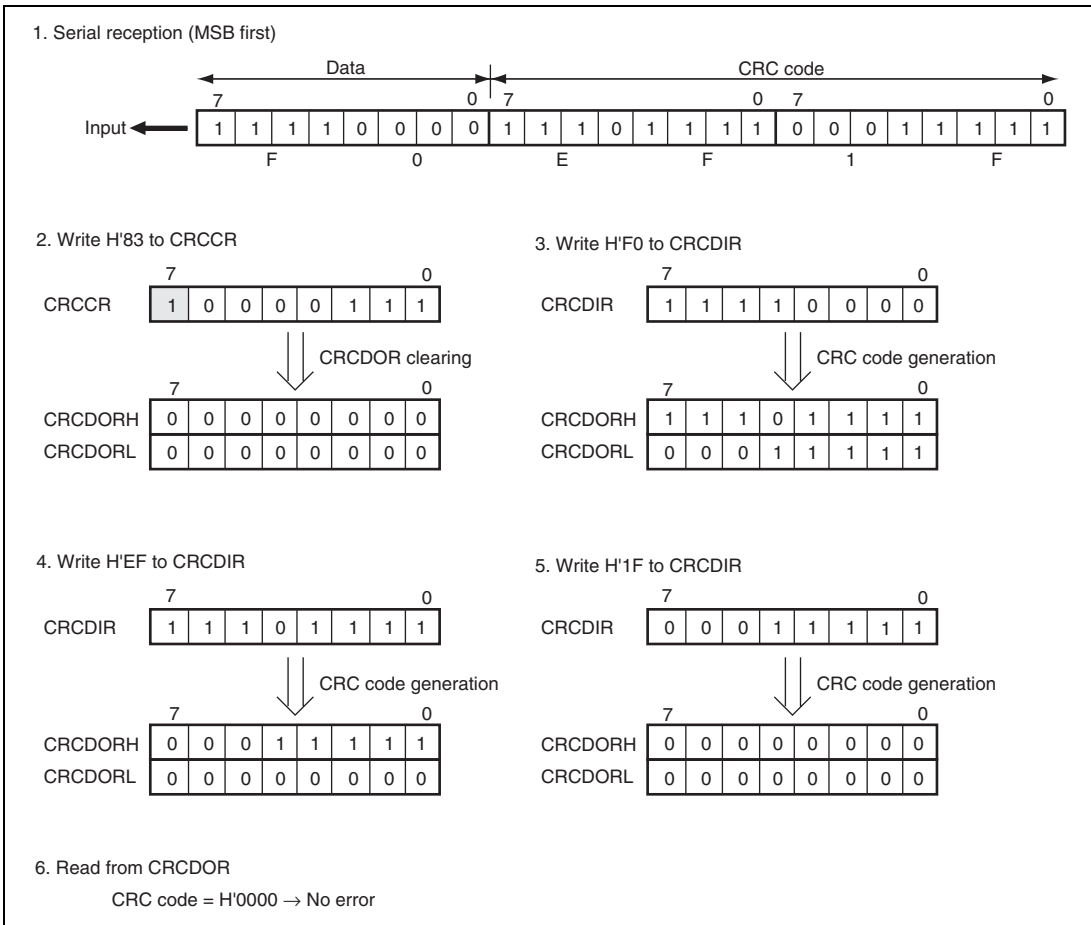 1. Serial reception (MSB first)
Data CRC code
7 0 7 0 7 0
Input 1 1 1 1 0 0 0 0 1 1 1 0 1 1 1 1 0 0 0 1 1 1 1 1
F 0 E F 1 F
2. Write H'83 to CRCCR
7 0
CRCCR 1 0 0 0 0 1 1 1
CRCDOR clearing
7 0
CRCDORH 0 0 0 0 0 0 0 0
CRCDORL 0 0 0 0 0 0 0 0
3. Write H'F0 to CRCDIR
7 0
CRCDIR 1 1 1 1 0 0 0 0
CRC code generation
7 0
CRCDORH 1 1 1 0 1 1 1 1
CRCDORL 0 0 0 1 1 1 1 1
4. Write H'EF to CRCDIR
7 0
CRCDIR 1 1 1 0 1 1 1 1
CRC code generation
7 0
CRCDORH 0 0 0 1 1 1 1 1
CRCDORL 0 0 0 0 0 0 0 0
5. Write H'1F to CRCDIR
7 0
CRCDIR 0 0 0 1 1 1 1 1
CRC code generation
7 0
CRCDORH 0 0 0 0 0 0 0 0
CRCDORL 0 0 0 0 0 0 0 0
6. Read from CRCDOR
CRC code = H'0000 → No error